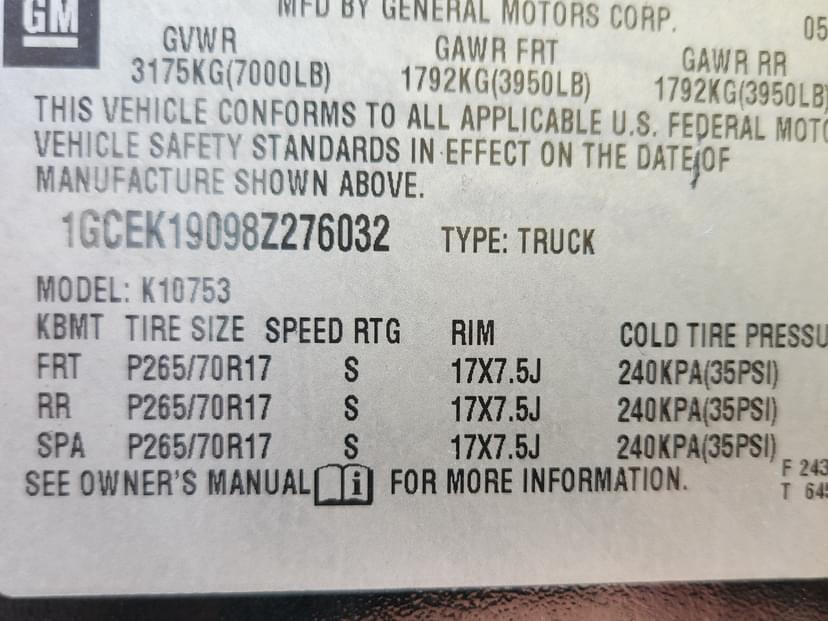 GM
MFD BY GENERAL MOTORS CORP.
05
GVWR GAWR FRT GAWR RR
3175KG(7000LB) 1792KG(3950LB) 1792KG(3950LB)
THIS VEHICLE CONFORMS TO ALL APPLICABLE U.S. FEDERAL MOTO
VEHICLE SAFETY STANDARDS IN EFFECT ON THE DATE OF
MANUFACTURE SHOWN ABOVE.
1GCEK19098Z276032 TYPE: TRUCK
MODEL: K10753
KBMT TIRE SIZE SPEED RTG RIM COLD TIRE PRESSU
FRT P265/70R17 S 17X7.5J 240KPA(35PSI)
RR P265/70R17 S 17X7.5J 240KPA(35PSI)
SPA P265/70R17 S 17X7.5J 240KPA(35PSI)
SEE OWNER'S MANUAL i FOR MORE INFORMATION.
F 243
T 645